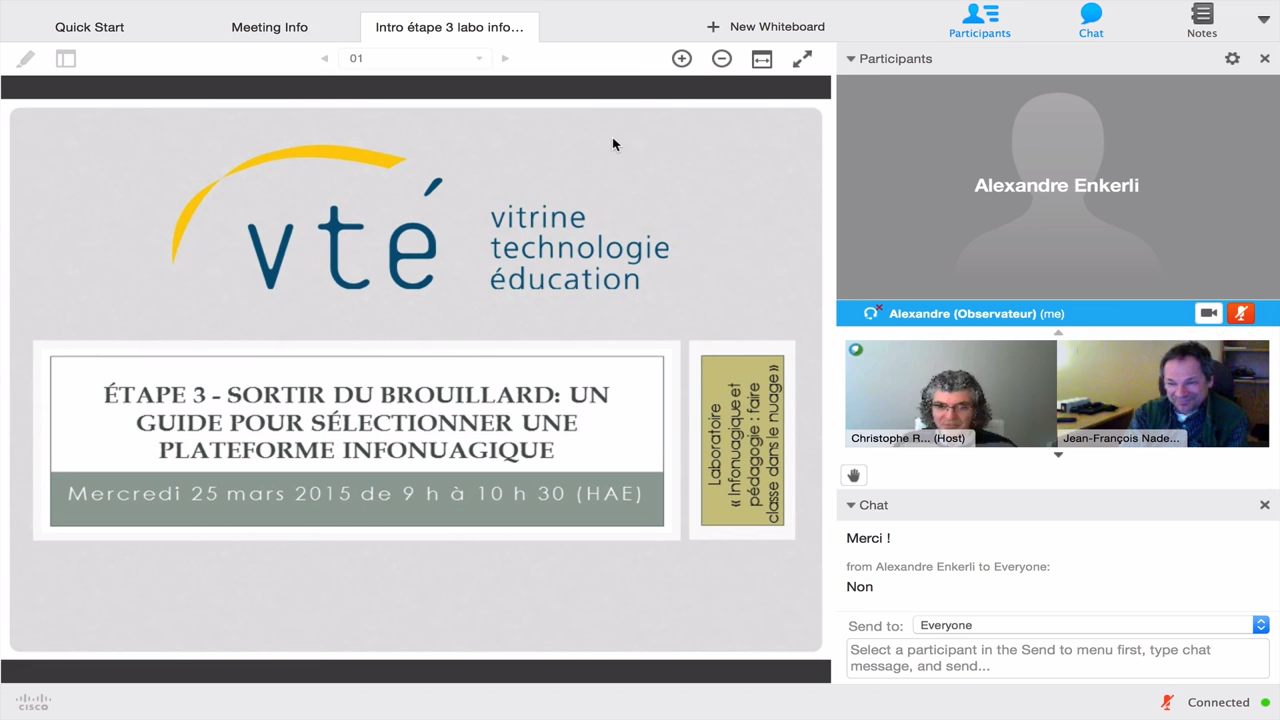 Quick Start
Meeting Info
Intro étape 3 labo info...
New Whiteboard
Participants
Chat
Notes
01
vté
vitrine
technologie
éducation
ÉTAPE 3 - SORTIR DU BROUILLARD: UN
GUIDE POUR SÉLECTIONNER UNE
PLATEFORME INFONUAGIQUE
Mercredi 25 mars 2015 de 9 h à 10 h 30 (HAE)
Laboratoire
« Infonuagique et
pédagogie : faire
classe dans le nuage»
Participants
Alexandre Enkerli
Alexandre (Observateur) (me)
Christophe R... (Host)
Jean-François Nade...
Chat
Merci !
from Alexandre Enkerli to Everyone:
Non
Send to:
Everyone
Select a participant in the Send to menu first, type chat
message, and send...
CISCO
Connected